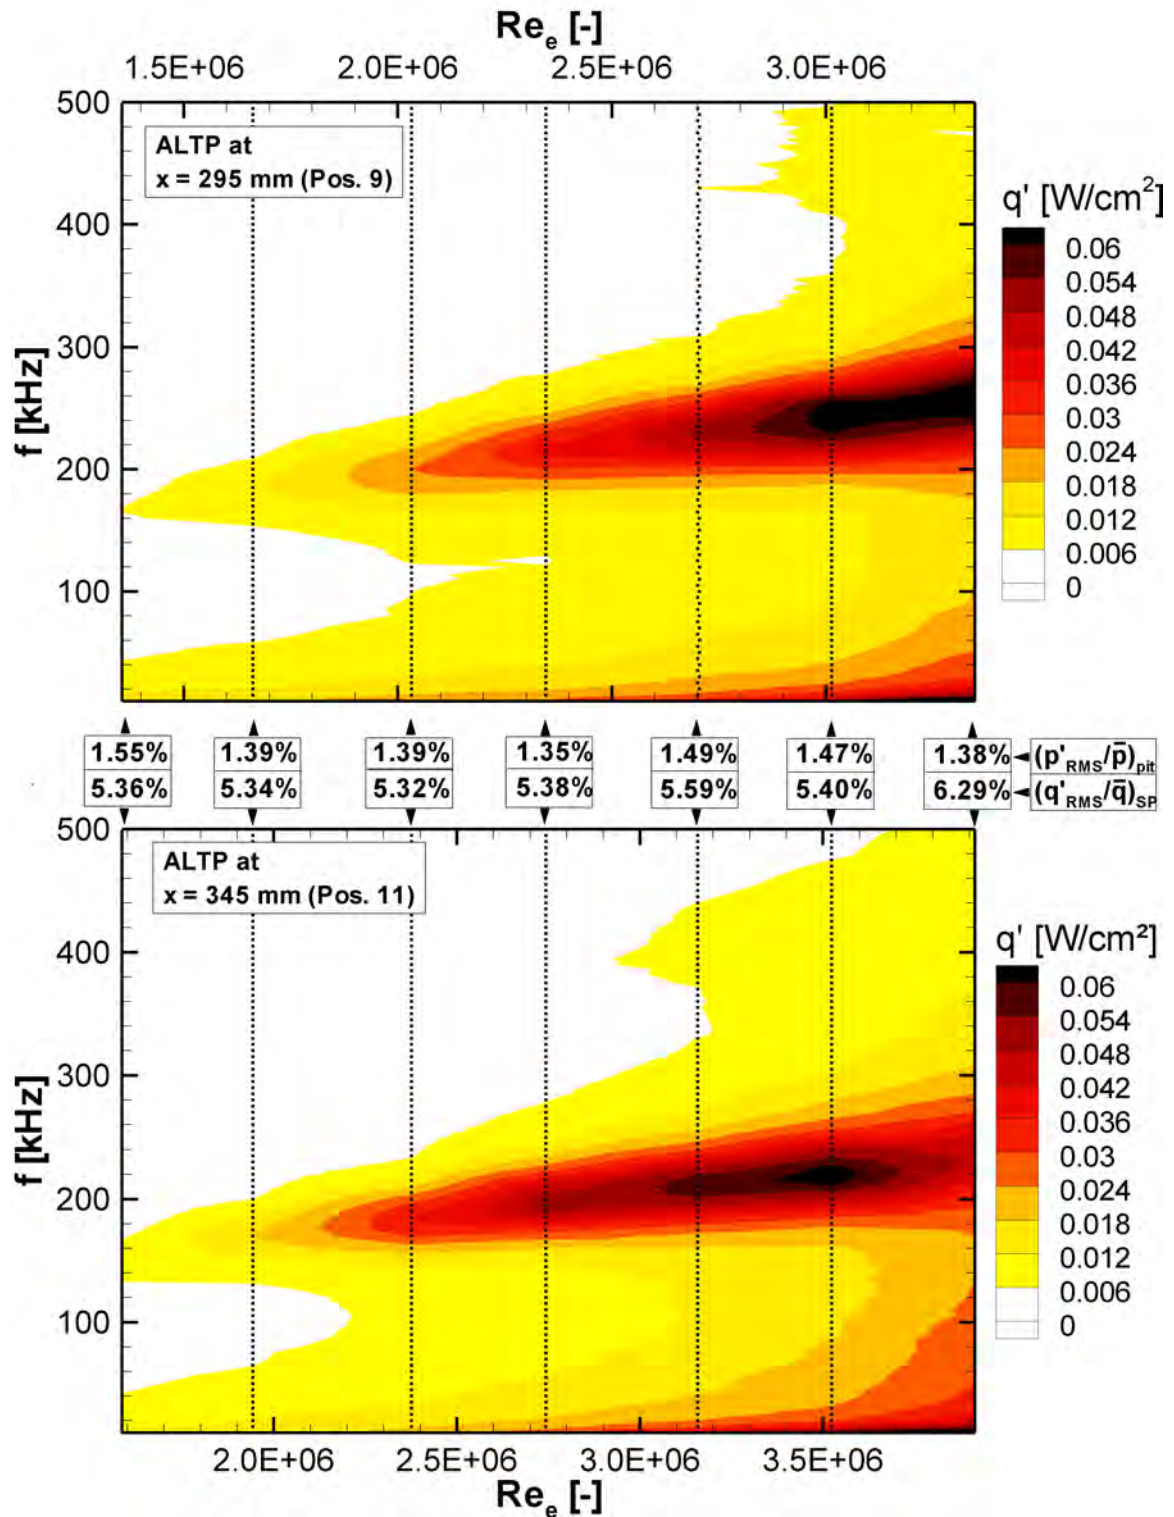 Re_e [-]
1.5E+06 2.0E+06 2.5E+06 3.0E+06
500
400
300
200
100
f [kHz]
ALTP at
x = 295 mm (Pos. 9)
q' [W/cm²]
0.06
0.054
0.048
0.042
0.036
0.03
0.024
0.018
0.012
0.006
0
1.55% 1.39% 1.39% 1.35% 1.49% 1.47% 1.38% (p'_RMS/p̅)_pit
5.36% 5.34% 5.32% 5.38% 5.59% 5.40% 6.29% (q'_RMS/q̅)_SP
500
400
300
200
100
f [kHz]
ALTP at
x = 345 mm (Pos. 11)
q' [W/cm²]
0.06
0.054
0.048
0.042
0.036
0.03
0.024
0.018
0.012
0.006
0
2.0E+06 2.5E+06 3.0E+06 3.5E+06
Re_e [-]